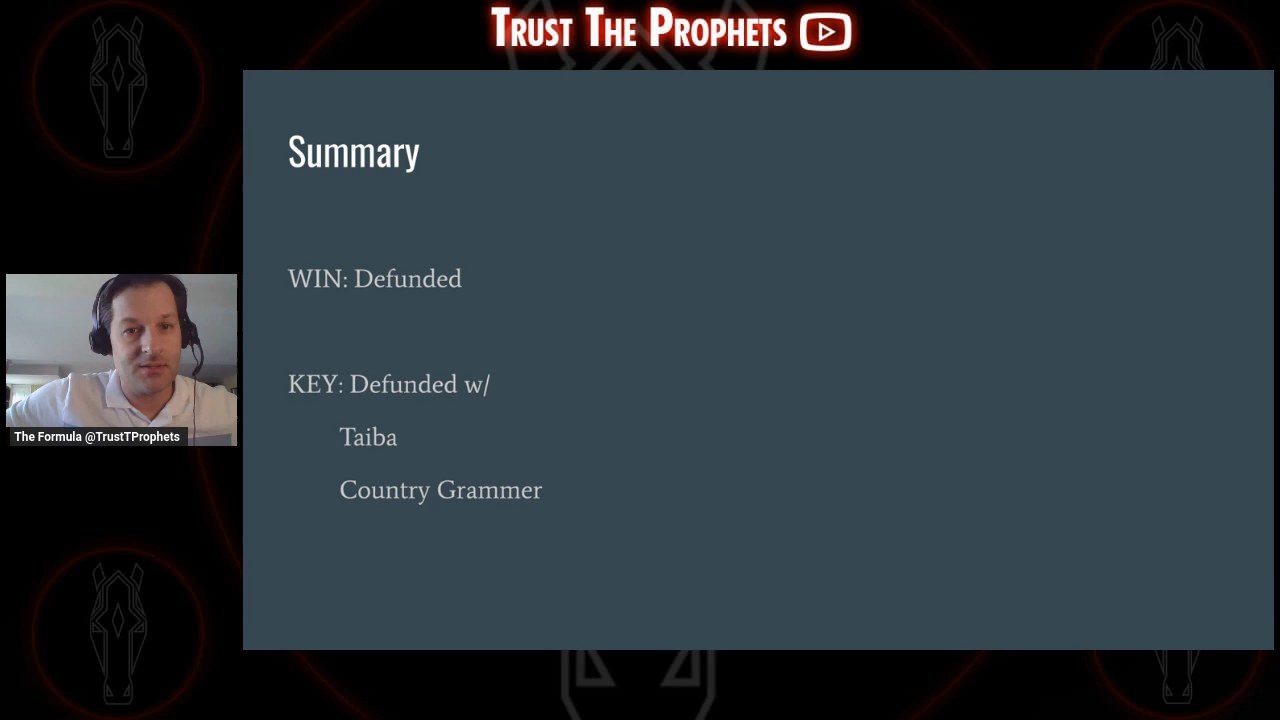 Trust The Prophets
Summary
WIN: Defunded
KEY: Defunded w/
Taiba
Country Grammer
The Formula @TrustTProphets